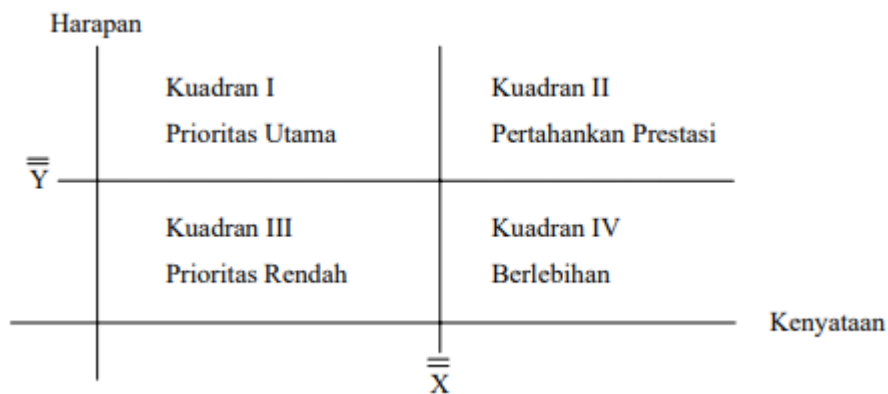 Harapan
Kuadran I
Prioritas Utama
Kuadran II
Pertahankan Prestasi
Y
Kuadran III
Prioritas Rendah
Kuadran IV
Berlebihan
Kenyataan
X